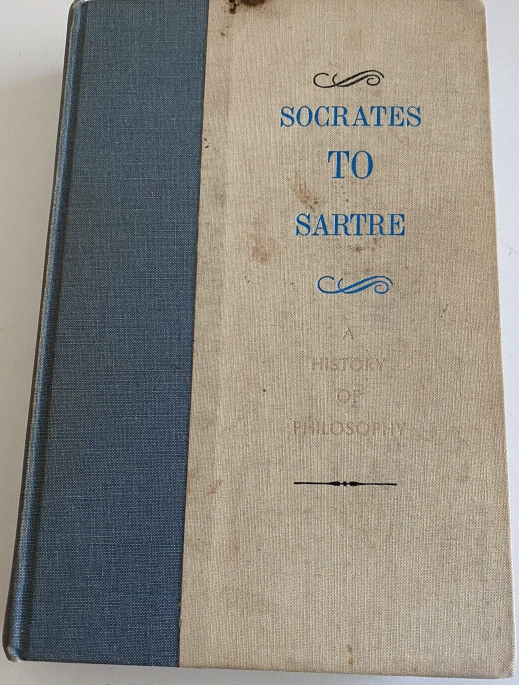 SOCRATES
TO
SARTRE
A
HISTORY
OF
PHILOSOPHY